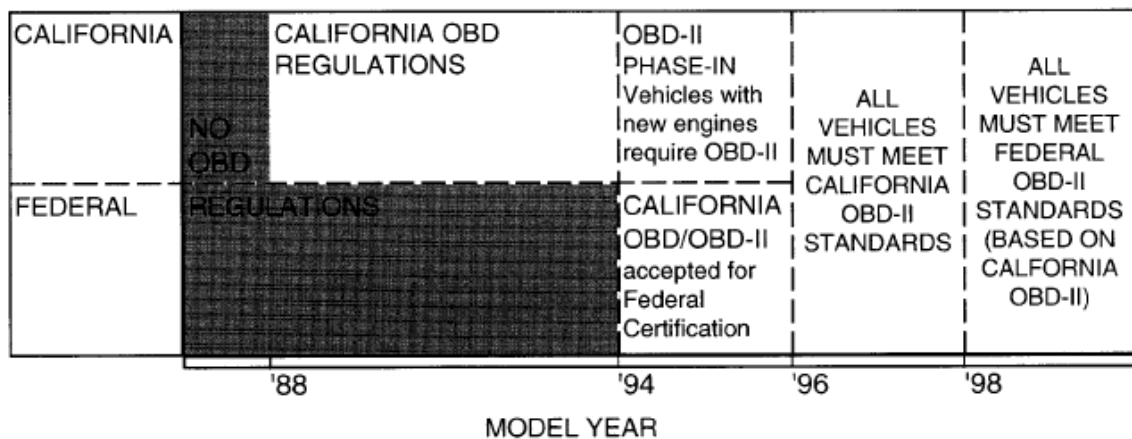 CALIFORNIA
NO
OBD
CALIFORNIA OBD
REGULATIONS
OBD-II
PHASE-IN
Vehicles with
new engines
require OBD-II
FEDERAL
REGULATIONS
CALIFORNIA
OBD/OBD-II
accepted for
Federal
Certification
ALL
VEHICLES
MUST MEET
CALIFORNIA
OBD-II
STANDARDS
ALL
VEHICLES
MUST MEET
FEDERAL
OBD-II
STANDARDS
(BASED ON
CALFORNIA
OBD-II)
'88
'94
'96
'98
MODEL YEAR